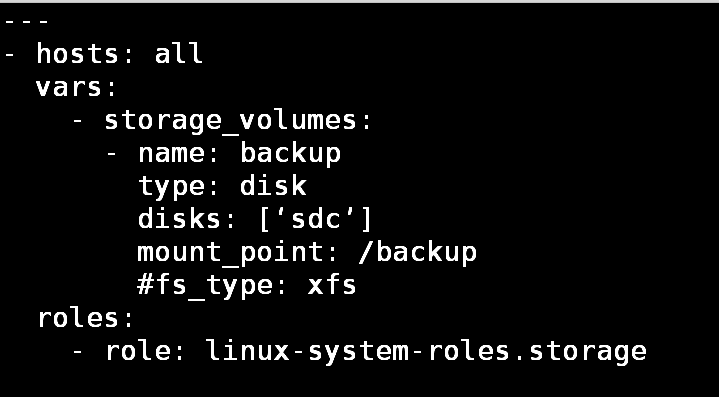 ---
- hosts: all
  vars:
    - storage_volumes:
      - name: backup
        type: disk
        disks: [‘sdc’]
        mount_point: /backup
        #fs_type: xfs
  roles:
    - role: linux-system-roles.storage